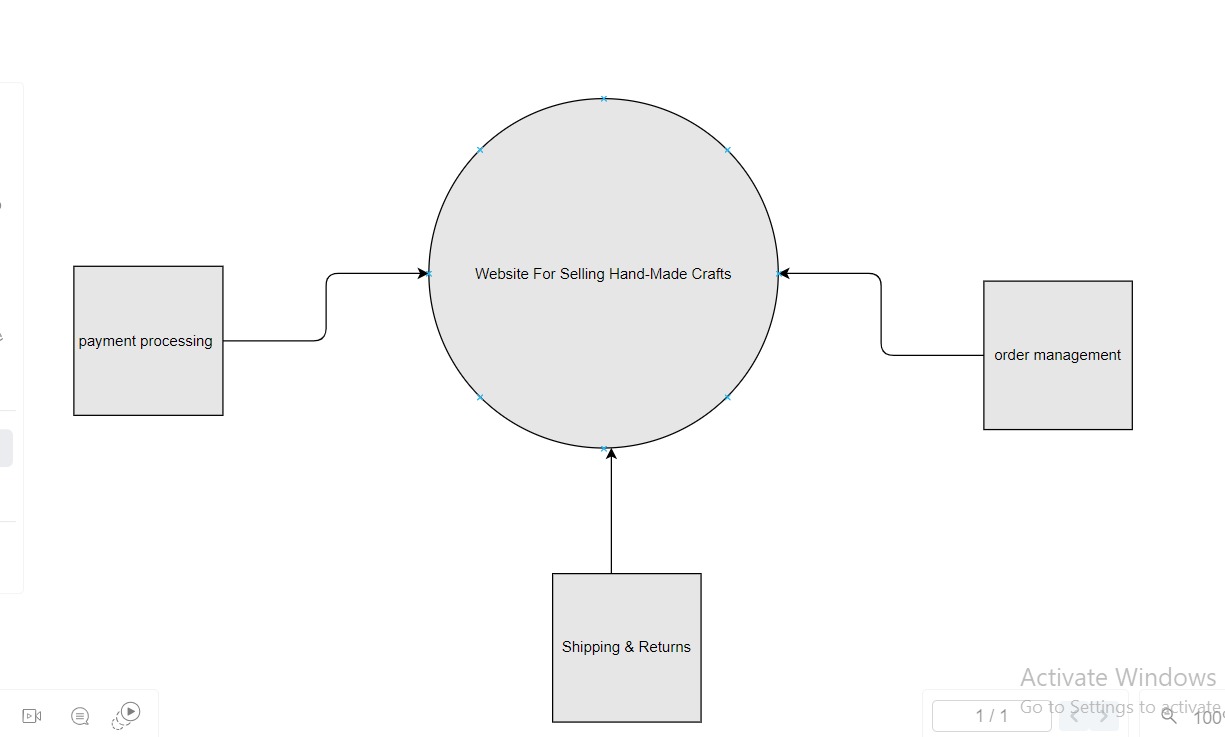 Website For Selling Hand-Made Crafts
payment processing
order management
Shipping & Returns
Activate Windows
Go to Settings to activate
1 / 1
100%